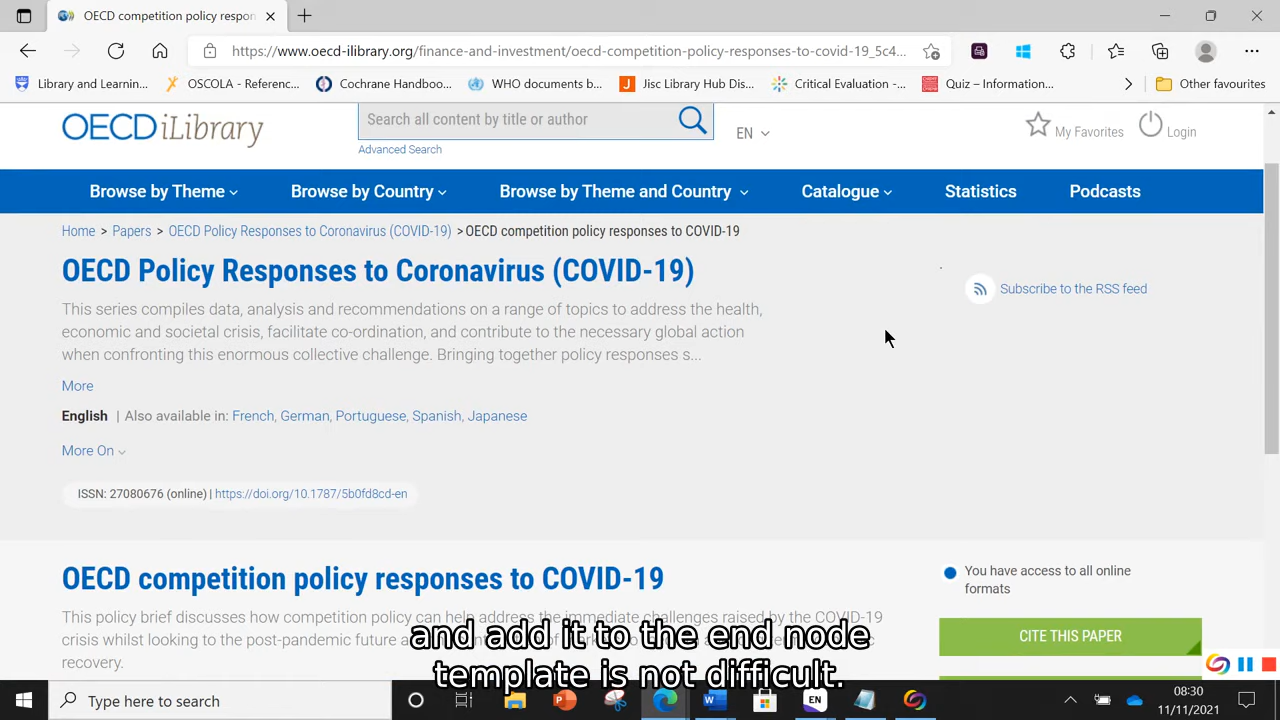 OECD competition policy respon
https://www.oecd-ilibrary.org/finance-and-investment/oecd-competition-policy-responses-to-covid-19_5c4...
Library and Learnin... OSCOLA - Referenc... Cochrane Handboo... WHO documents b... Jisc Library Hub Dis... Critical Evaluation -... Quiz – Information... Other favourites
OECD iLibrary
Search all content by title or author
EN
My Favorites
Login
Advanced Search
Browse by Theme Browse by Country Browse by Theme and Country Catalogue Statistics Podcasts
Home > Papers > OECD Policy Responses to Coronavirus (COVID-19) > OECD competition policy responses to COVID-19
OECD Policy Responses to Coronavirus (COVID-19)
Subscribe to the RSS feed
This series compiles data, analysis and recommendations on a range of topics to address the health,
economic and societal crisis, facilitate co-ordination, and contribute to the necessary global action
when confronting this enormous collective challenge. Bringing together policy responses s...
More
English | Also available in: French, German, Portuguese, Spanish, Japanese
More On
ISSN: 27080676 (online) | https://doi.org/10.1787/5b0fd8cd-en
OECD competition policy responses to COVID-19
You have access to all online
formats
This policy brief discusses how competition policy can help address the immediate challenges raised by the COVID-19
crisis whilst looking to the post-pandemic future
recovery.
CITE THIS PAPER
and add it to the end node
template is not difficult.
Type here to search
EN
08:30
11/11/2021